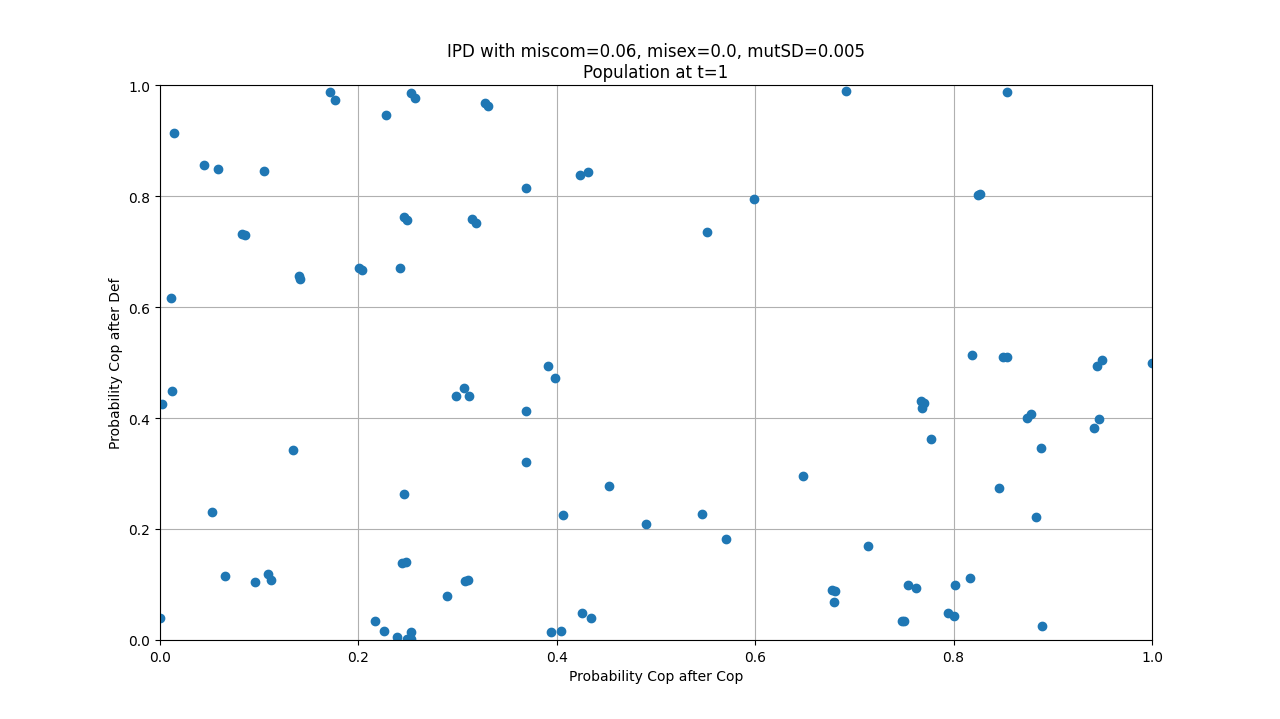 IPD with miscom=0.06, misex=0.0, mutSD=0.005
Population at t=1
1.0
0.8
0.6
0.4
0.2
0.0
Probability Cop after Def
0.0 0.2 0.4 0.6 0.8 1.0
Probability Cop after Cop